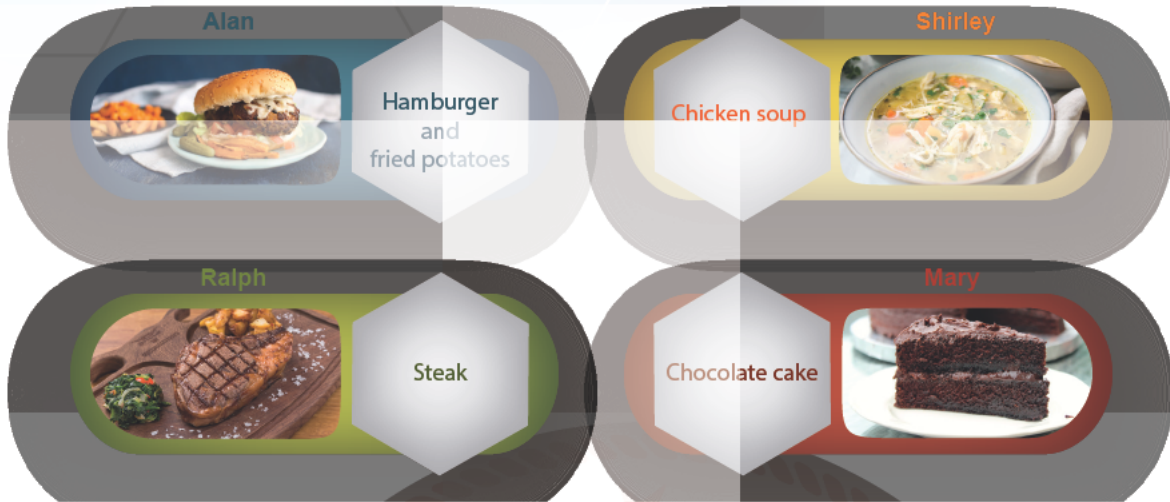 Alan
Hamburger
and
fried potatoes
Shirley
Chicken soup
Ralph
Steak
Mary
Chocolate cake